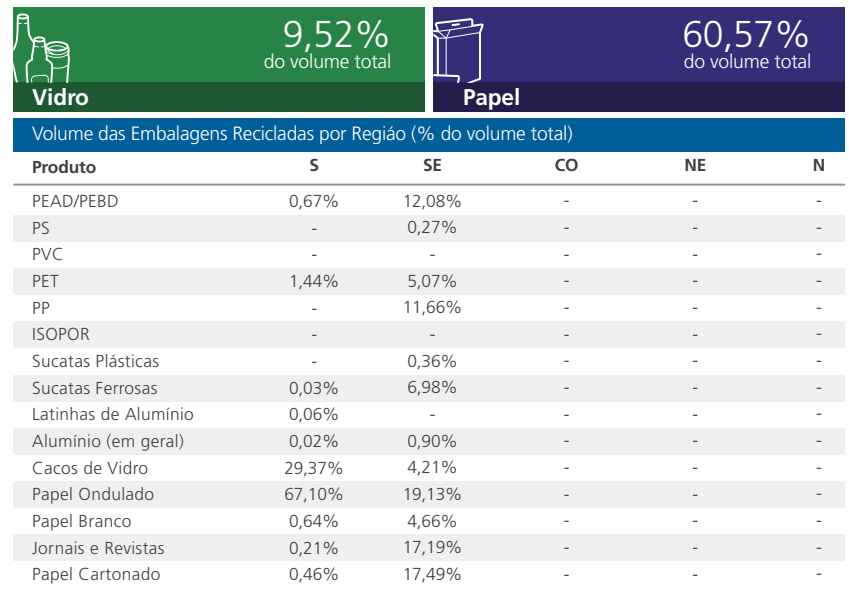 9,52%
do volume total
Vidro
60,57%
do volume total
Papel
Volume das Embalagens Recicladas por Regiáo (% do volume total)
Produto S SE CO NE N
PEAD/PEBD 0,67% 12,08% - - -
PS - 0,27% - - -
PVC - - - - -
PET 1,44% 5,07% - - -
PP - 11,66% - - -
ISOPOR - - - - -
Sucatas Plásticas - 0,36% - - -
Sucatas Ferrosas 0,03% 6,98% - - -
Latinhas de Alumínio 0,06% - - - -
Alumínio (em geral) 0,02% 0,90% - - -
Cacos de Vidro 29,37% 4,21% - - -
Papel Ondulado 67,10% 19,13% - - -
Papel Branco 0,64% 4,66% - - -
Jornais e Revistas 0,21% 17,19% - - -
Papel Cartonado 0,46% 17,49% - - -